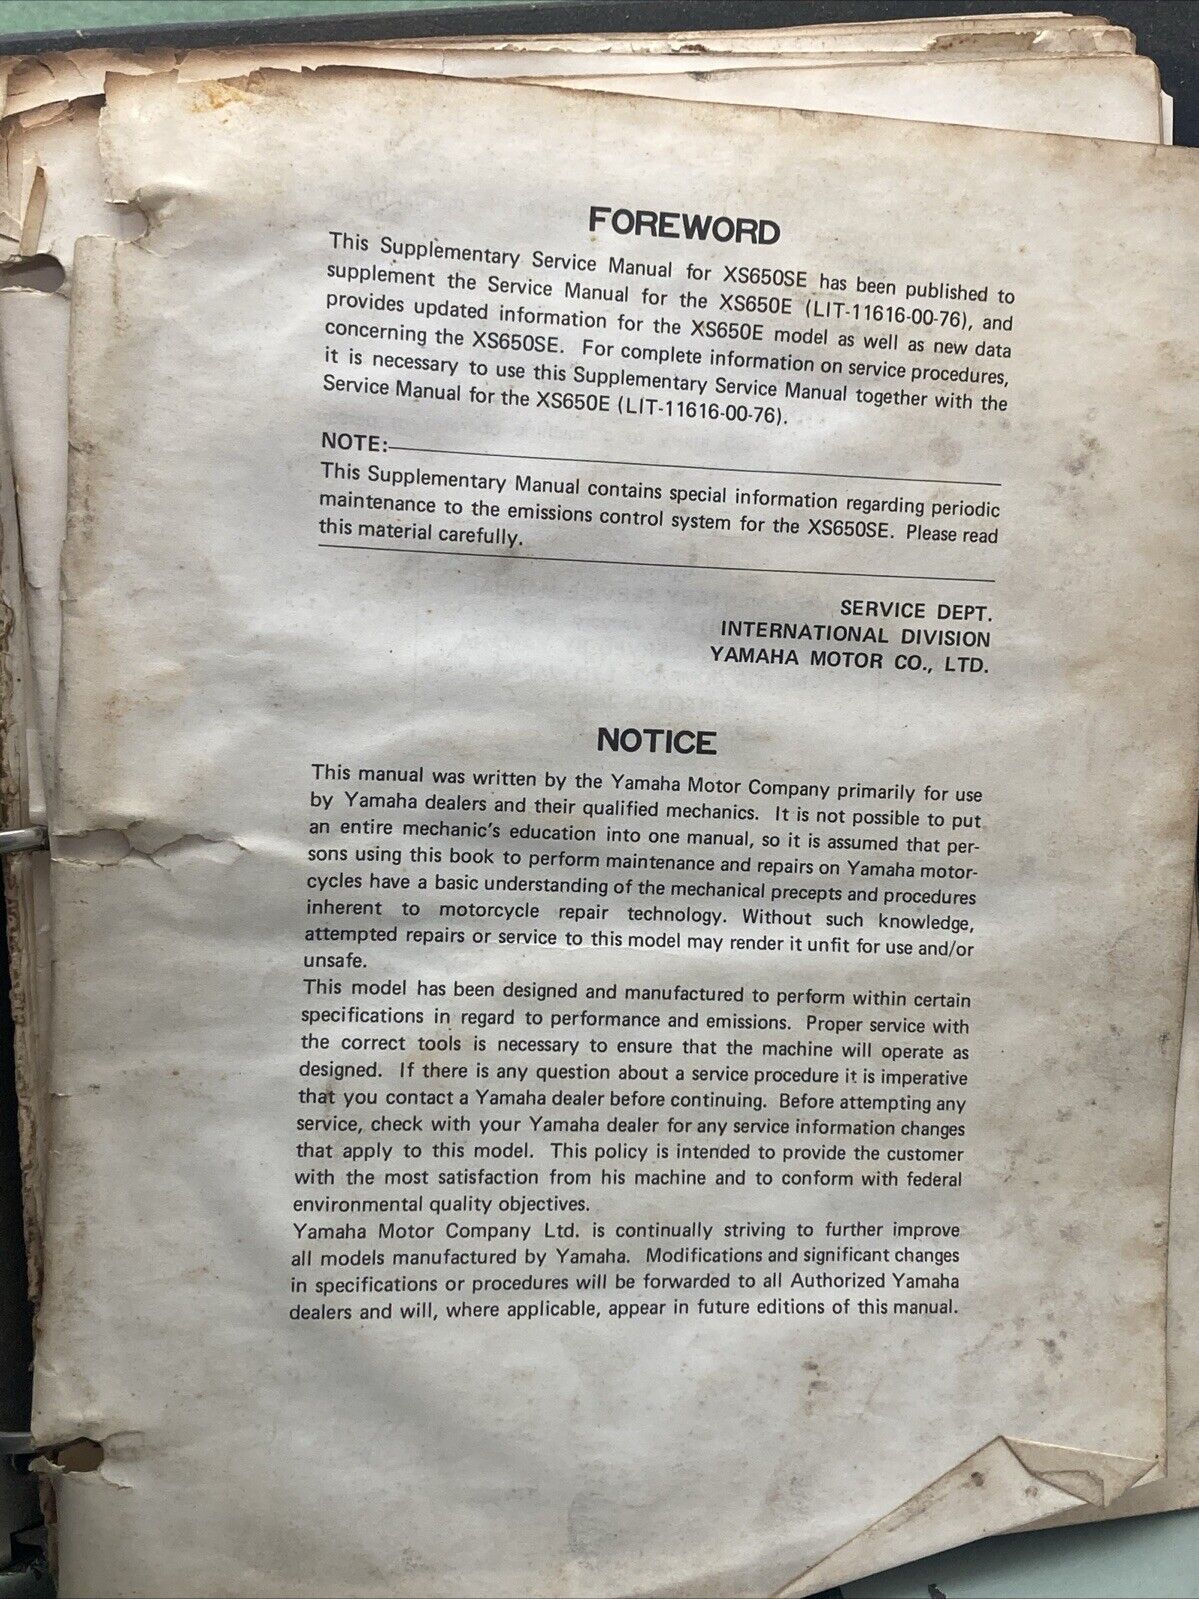 FOREWORD
This Supplementary Service Manual for XS650SE has been published to
supplement the Service Manual for the XS650E (LIT-11616-00-76), and
provides updated information for the XS650E model as well as new data
concerning the XS650SE. For complete information on service procedures,
it is necessary to use this Supplementary Service Manual together with the
Service Manual for the XS650E (LIT-11616-00-76).
NOTE:
This Supplementary Manual contains special information regarding periodic
maintenance to the emissions control system for the XS650SE. Please read
this material carefully.
SERVICE DEPT.
INTERNATIONAL DIVISION
YAMAHA MOTOR CO., LTD.
NOTICE
This manual was written by the Yamaha Motor Company primarily for use
by Yamaha dealers and their qualified mechanics. It is not possible to put
an entire mechanic's education into one manual, so it is assumed that per-
sons using this book to perform maintenance and repairs on Yamaha motor-
cycles have a basic understanding of the mechanical precepts and procedures
inherent to motorcycle repair technology. Without such knowledge,
attempted repairs or service to this model may render it unfit for use and/or
unsafe.
This model has been designed and manufactured to perform within certain
specifications in regard to performance and emissions. Proper service with
the correct tools is necessary to ensure that the machine will operate as
designed. If there is any question about a service procedure it is imperative
that you contact a Yamaha dealer before continuing. Before attempting any
service, check with your Yamaha dealer for any service information changes
that apply to this model. This policy is intended to provide the customer
with the most satisfaction from his machine and to conform with federal
environmental quality objectives.
Yamaha Motor Company Ltd. is continually striving to further improve
all models manufactured by Yamaha. Modifications and significant changes
in specifications or procedures will be forwarded to all Authorized Yamaha
dealers and will, where applicable, appear in future editions of this manual.